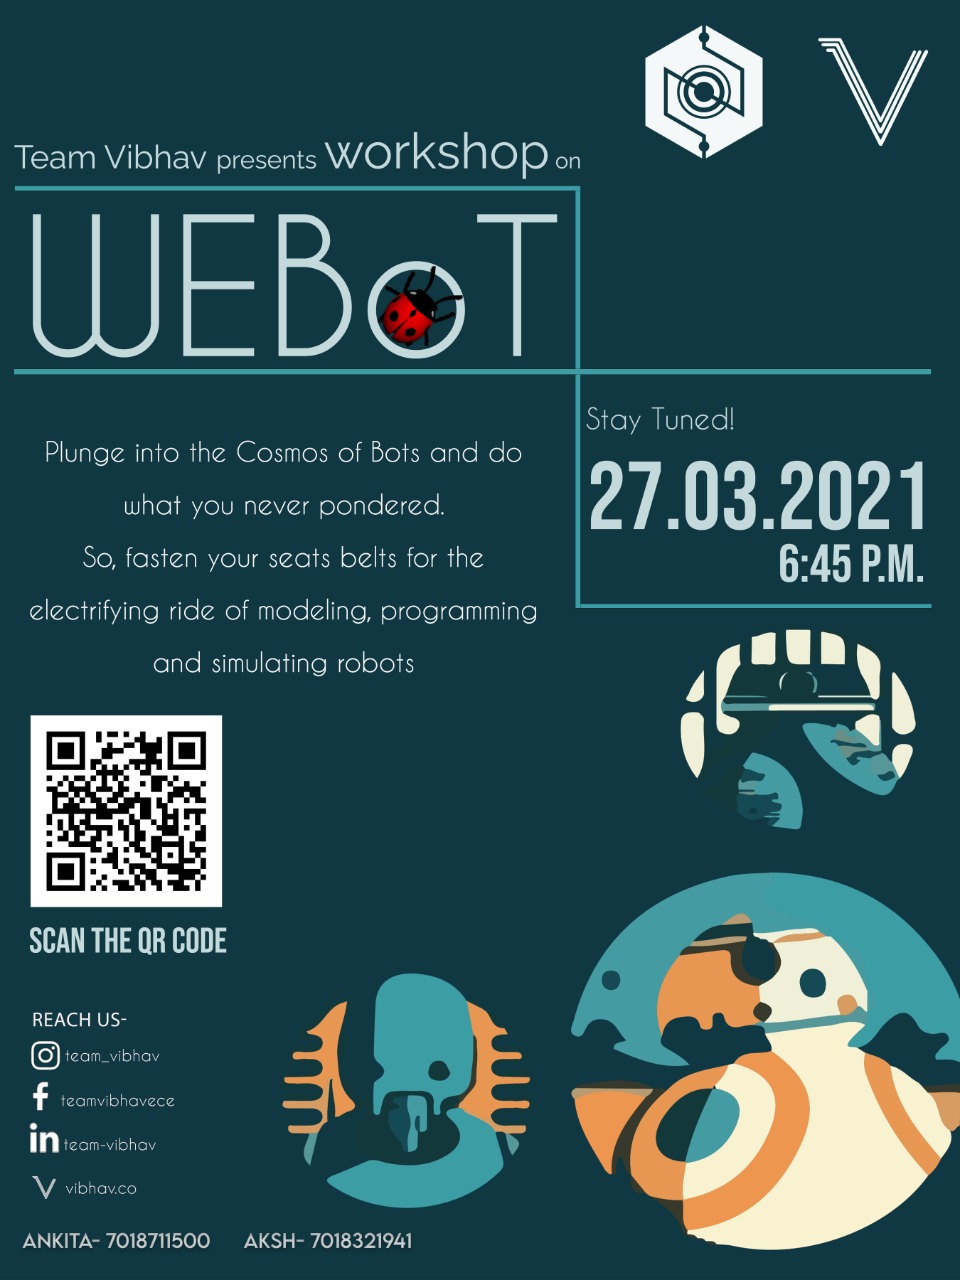 Team Vibhav presents workshop on
WEBoT
Stay Tuned!
27.03.2021
6:45 P.M.
Plunge into the Cosmos of Bots and do
what you never pondered.
So, fasten your seats belts for the
electrifying ride of modeling, programming
and simulating robots
SCAN THE QR CODE
REACH US-
team_vibhav
teamvibhavece
team-vibhav
vibhav.co
ANKITA- 7018711500 AKSH- 7018321941